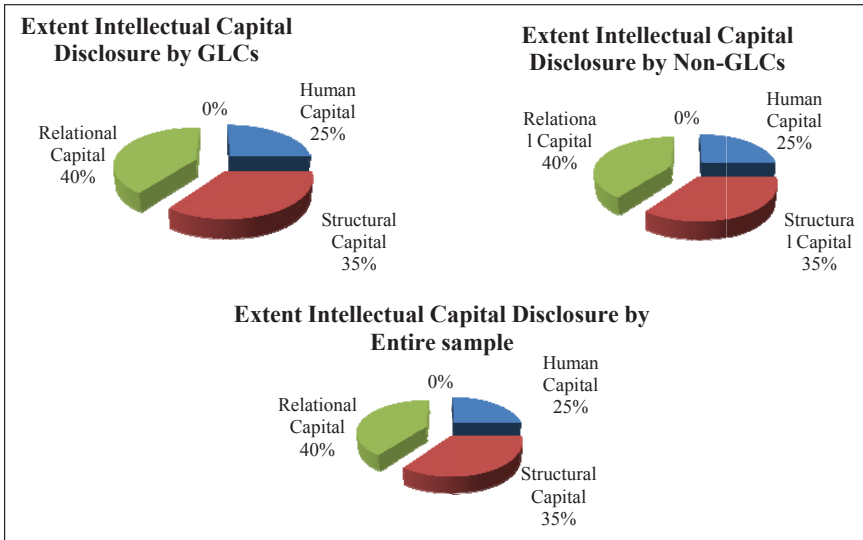 Extent Intellectual Capital
Disclosure by GLCs
0%
Human
Capital
25%
Relational
Capital
40%
Structural
Capital
35%
Extent Intellectual Capital
Disclosure by Non-GLCs
0%
Human
Capital
25%
Relationa
l Capital
40%
Structura
l Capital
35%
Extent Intellectual Capital Disclosure by
Entire sample
0%
Human
Capital
25%
Relational
Capital
40%
Structural
Capital
35%